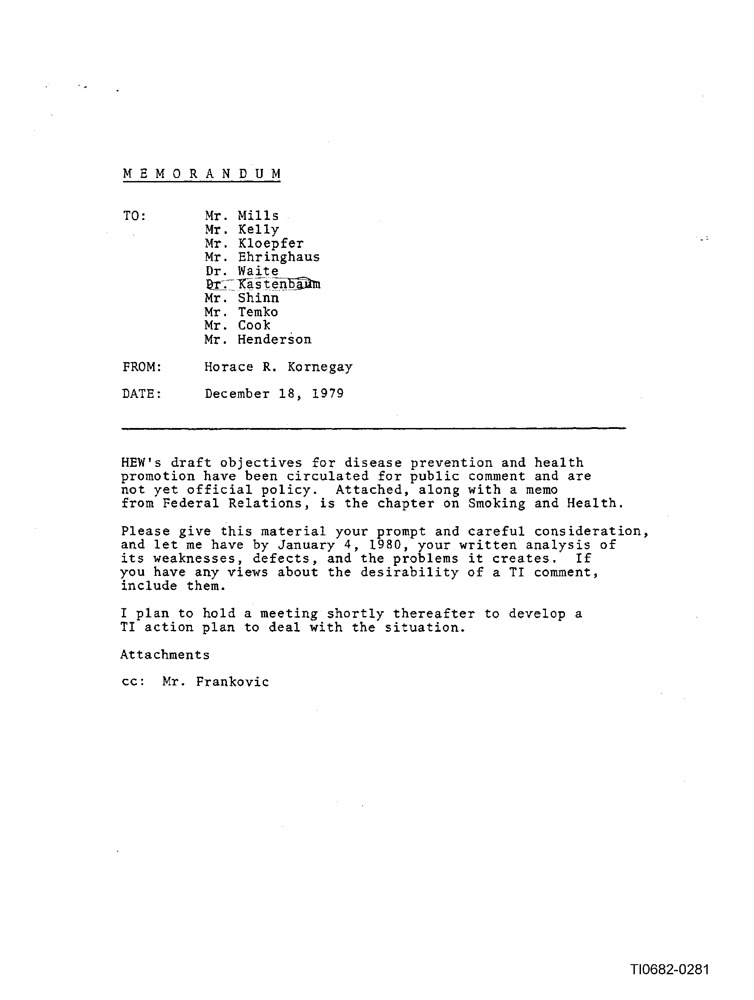 M E M O R A N D U M
TO: Mr. Mills
Mr. Kelly
Mr. Kloepfer
Mr. Ehringhaus
Dr. Waite
Dr. Kastenbaum
Mr. Shinn
Mr. Temko
Mr. Cook
Mr. Henderson
FROM: Horace R. Kornegay
DATE: December 18, 1979
HEW's draft objectives for disease prevention and health
promotion have been circulated for public comment and are
not yet official policy. Attached, along with a memo
from Federal Relations, is the chapter on Smoking and Health.
Please give this material your prompt and careful consideration,
and let me have by January 4, 1980, your written analysis of
its weaknesses, defects, and the problems it creates. If
you have any views about the desirability of a TI comment,
include them.
I plan to hold a meeting shortly thereafter to develop a
TI action plan to deal with the situation.
Attachments
cc: Mr. Frankovic
TI0682-0281